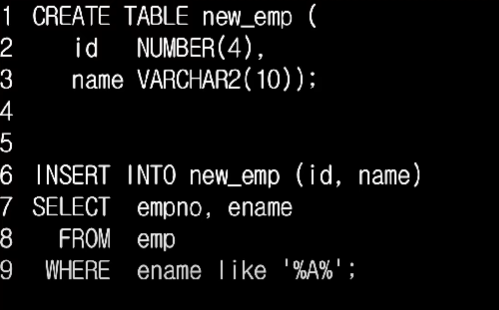 1 CREATE TABLE new_emp (
2 id NUMBER(4),
3 name VARCHAR2(10));
4
5
6 INSERT INTO new_emp (id, name)
7 SELECT empno, ename
8 FROM emp
9 WHERE ename like '%A%';